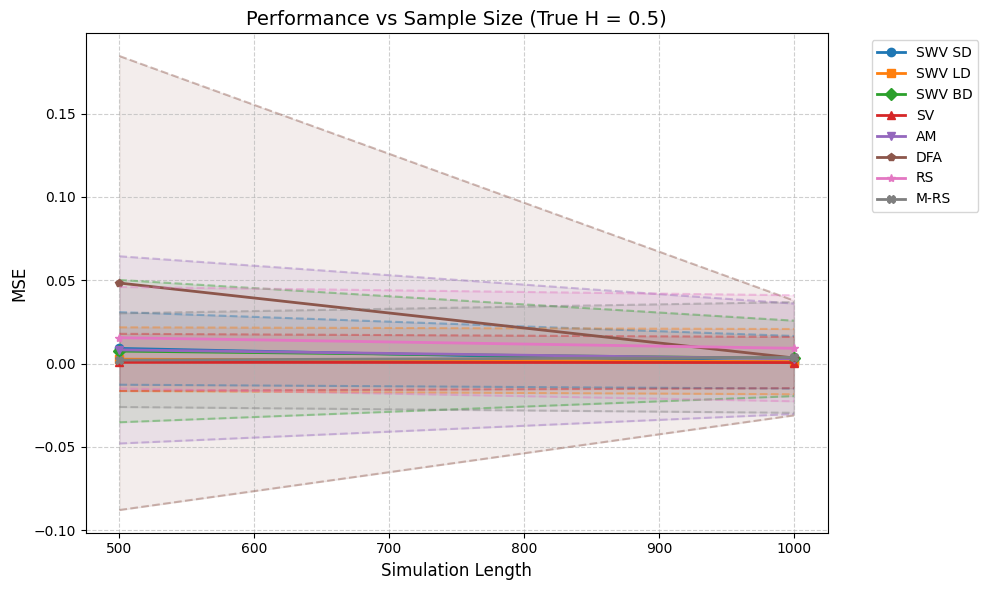 Performance vs Sample Size (True H = 0.5)
0.15
0.10
0.05
0.00
−0.05
−0.10
MSE
500
600
700
800
900
1000
Simulation Length
SWV SD
SWV LD
SWV BD
SV
AM
DFA
RS
M-RS